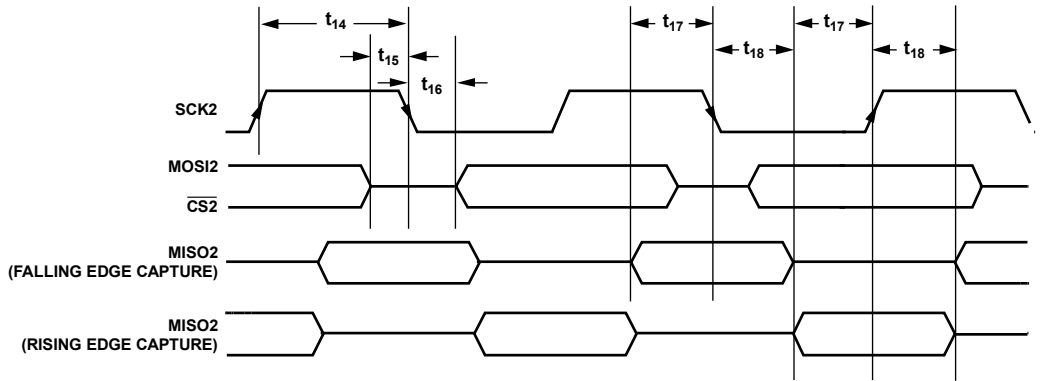 t14
t17
t17
t15
t18
t18
t16
SCK2
MOSI2
CS2
MISO2
(FALLING EDGE CAPTURE)
MISO2
(RISING EDGE CAPTURE)